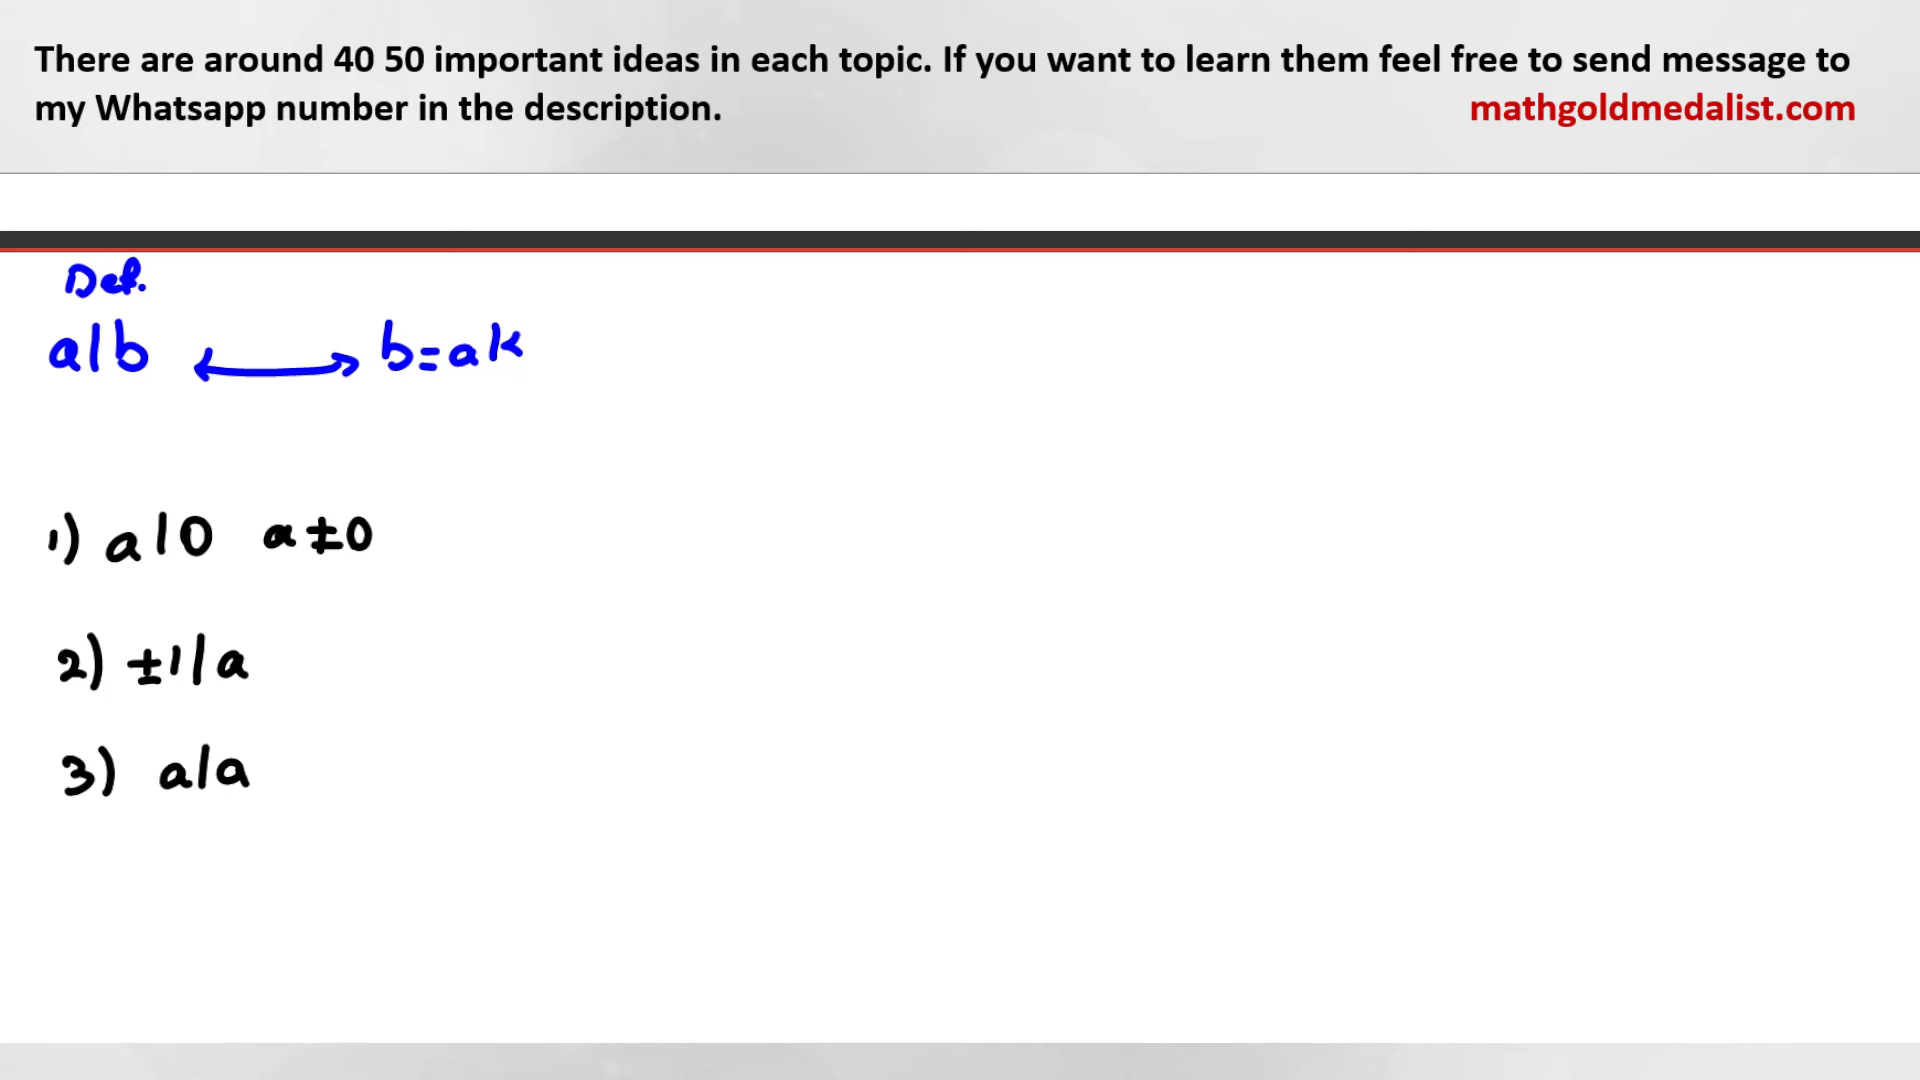 There are around 40 50 important ideas in each topic. If you want to learn them feel free to send message to
my Whatsapp number in the description. mathgoldmedalist.com
Def.
a|b ⟷ b=ak
1) a|0 a≠0
2) ±1|a
3) a|a